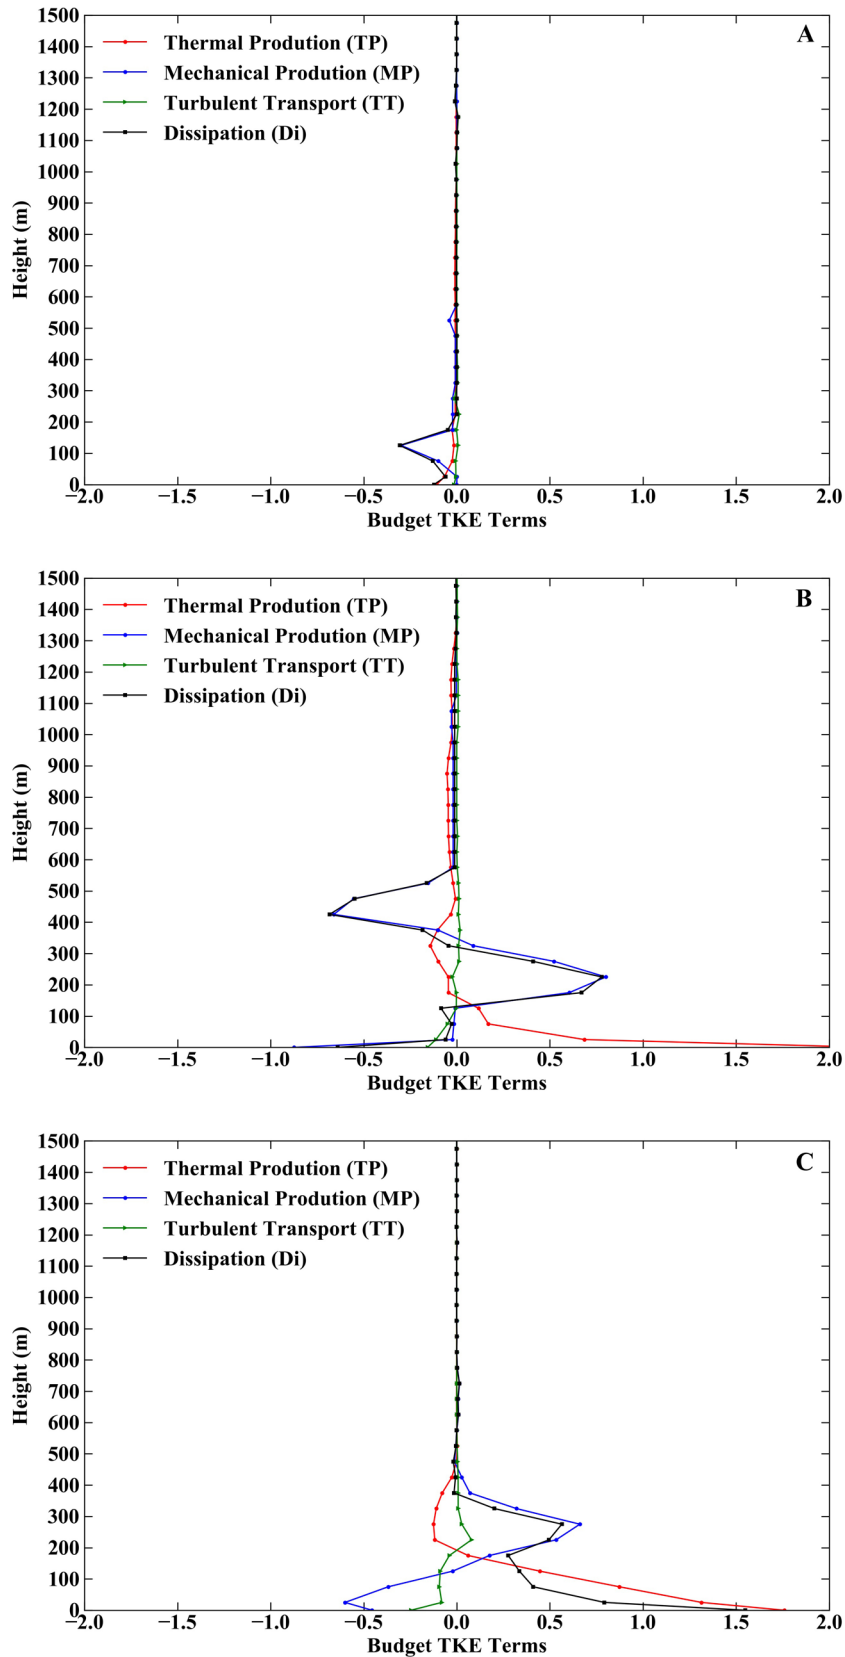 A
Thermal Prodution (TP)
Mechanical Prodution (MP)
Turbulent Transport (TT)
Dissipation (Di)
1500
1400
1300
1200
1100
1000
900
800
700
600
500
400
300
200
100
0
Height (m)
−2.0 −1.5 −1.0 −0.5 0.0 0.5 1.0 1.5 2.0
Budget TKE Terms
B
Thermal Prodution (TP)
Mechanical Prodution (MP)
Turbulent Transport (TT)
Dissipation (Di)
1500
1400
1300
1200
1100
1000
900
800
700
600
500
400
300
200
100
0
Height (m)
−2.0 −1.5 −1.0 −0.5 0.0 0.5 1.0 1.5 2.0
Budget TKE Terms
C
Thermal Prodution (TP)
Mechanical Prodution (MP)
Turbulent Transport (TT)
Dissipation (Di)
1500
1400
1300
1200
1100
1000
900
800
700
600
500
400
300
200
100
0
Height (m)
−2.0 −1.5 −1.0 −0.5 0.0 0.5 1.0 1.5 2.0
Budget TKE Terms